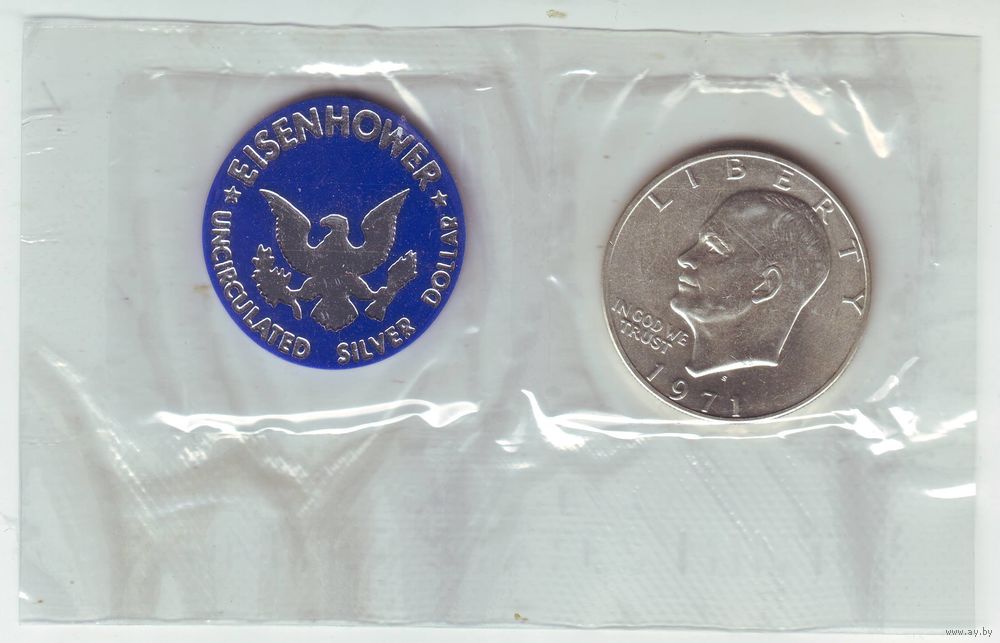 ★ EISENHOWER ★
UNCIRCULATED SILVER DOLLAR
LIBERTY
IN GOD WE
TRUST
S
1971
www.ay.by